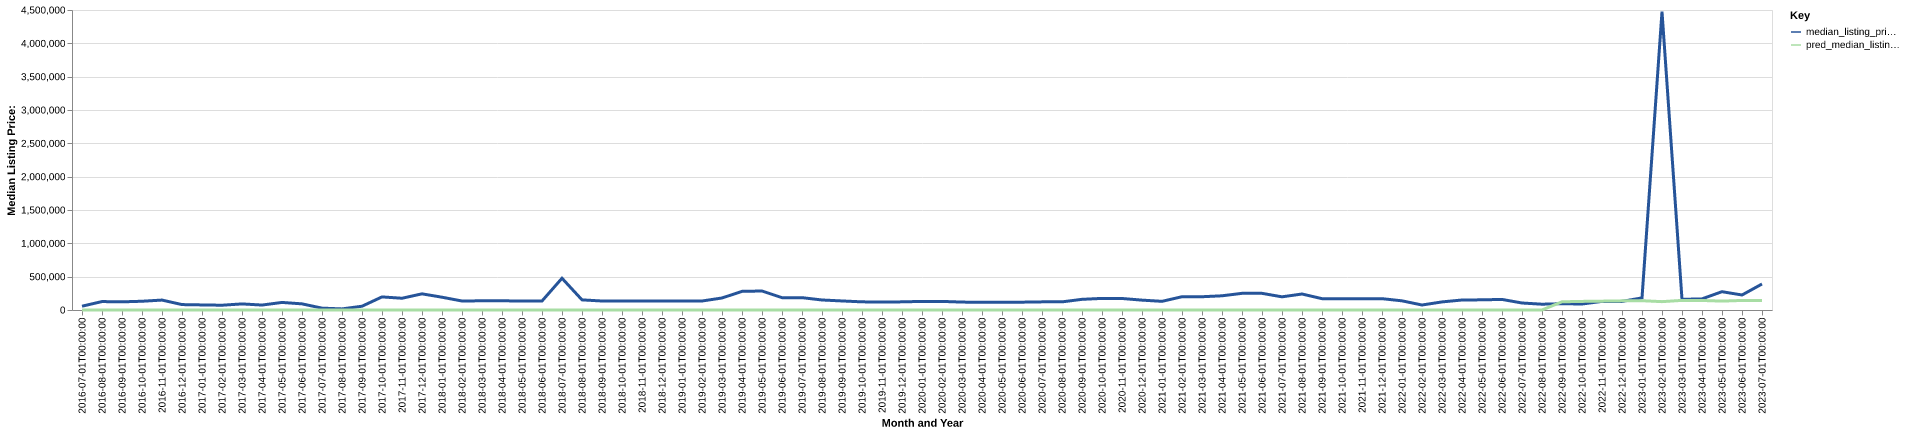 4,500,000
4,000,000
3,500,000
3,000,000
2,500,000
2,000,000
1,500,000
1,000,000
500,000
0
Median Listing Price:
2016-07-01T00:00:00
2016-08-01T00:00:00
2016-09-01T00:00:00
2016-10-01T00:00:00
2016-11-01T00:00:00
2016-12-01T00:00:00
2017-01-01T00:00:00
2017-02-01T00:00:00
2017-03-01T00:00:00
2017-04-01T00:00:00
2017-05-01T00:00:00
2017-06-01T00:00:00
2017-07-01T00:00:00
2017-08-01T00:00:00
2017-09-01T00:00:00
2017-10-01T00:00:00
2017-11-01T00:00:00
2017-12-01T00:00:00
2018-01-01T00:00:00
2018-02-01T00:00:00
2018-03-01T00:00:00
2018-04-01T00:00:00
2018-05-01T00:00:00
2018-06-01T00:00:00
2018-07-01T00:00:00
2018-08-01T00:00:00
2018-09-01T00:00:00
2018-10-01T00:00:00
2018-11-01T00:00:00
2018-12-01T00:00:00
2019-01-01T00:00:00
2019-02-01T00:00:00
2019-03-01T00:00:00
2019-04-01T00:00:00
2019-05-01T00:00:00
2019-06-01T00:00:00
2019-07-01T00:00:00
2019-08-01T00:00:00
2019-09-01T00:00:00
2019-10-01T00:00:00
2019-11-01T00:00:00
2019-12-01T00:00:00
2020-01-01T00:00:00
2020-02-01T00:00:00
2020-03-01T00:00:00
2020-04-01T00:00:00
2020-05-01T00:00:00
2020-06-01T00:00:00
2020-07-01T00:00:00
2020-08-01T00:00:00
2020-09-01T00:00:00
2020-10-01T00:00:00
2020-11-01T00:00:00
2020-12-01T00:00:00
2021-01-01T00:00:00
2021-02-01T00:00:00
2021-03-01T00:00:00
2021-04-01T00:00:00
2021-05-01T00:00:00
2021-06-01T00:00:00
2021-07-01T00:00:00
2021-08-01T00:00:00
2021-09-01T00:00:00
2021-10-01T00:00:00
2021-11-01T00:00:00
2021-12-01T00:00:00
2022-01-01T00:00:00
2022-02-01T00:00:00
2022-03-01T00:00:00
2022-04-01T00:00:00
2022-05-01T00:00:00
2022-06-01T00:00:00
2022-07-01T00:00:00
2022-08-01T00:00:00
2022-09-01T00:00:00
2022-10-01T00:00:00
2022-11-01T00:00:00
2022-12-01T00:00:00
2023-01-01T00:00:00
2023-02-01T00:00:00
2023-03-01T00:00:00
2023-04-01T00:00:00
2023-05-01T00:00:00
2023-06-01T00:00:00
2023-07-01T00:00:00
Month and Year
Key
median_listing_pri…
pred_median_listin…